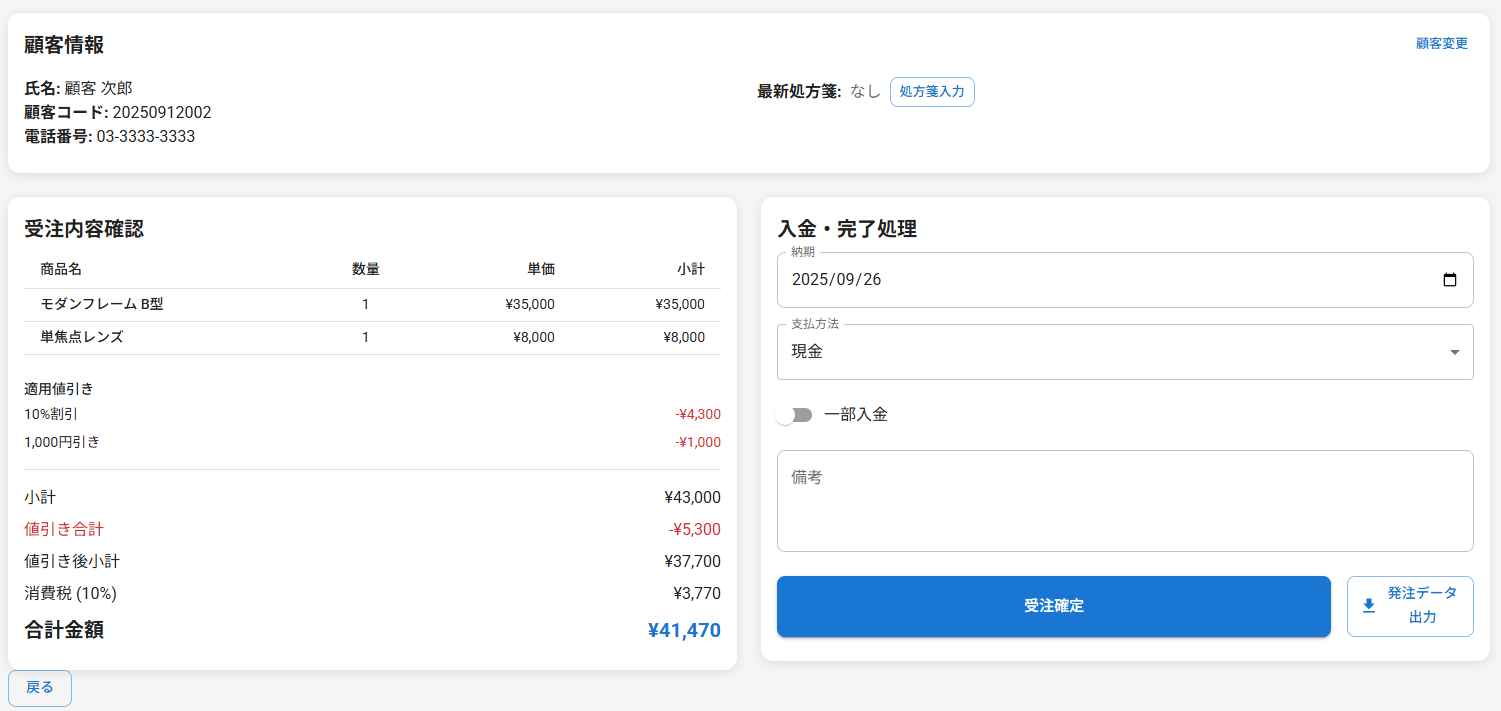 顧客情報
顧客変更
氏名: 顧客 次郎
顧客コード: 20250912002
電話番号: 03-3333-3333
最新処方箋: なし 処方箋入力
受注内容確認
商品名 数量 単価 小計
モダンフレーム B型 1 ¥35,000 ¥35,000
単焦点レンズ 1 ¥8,000 ¥8,000
適用値引き
10%割引 -¥4,300
1,000円引き -¥1,000
小計 ¥43,000
値引き合計 -¥5,300
値引き後小計 ¥37,700
消費税 (10%) ¥3,770
合計金額 ¥41,470
入金・完了処理
納期
2025/09/26
支払方法
現金
一部入金
備考
受注確定
発注データ
出力
戻る